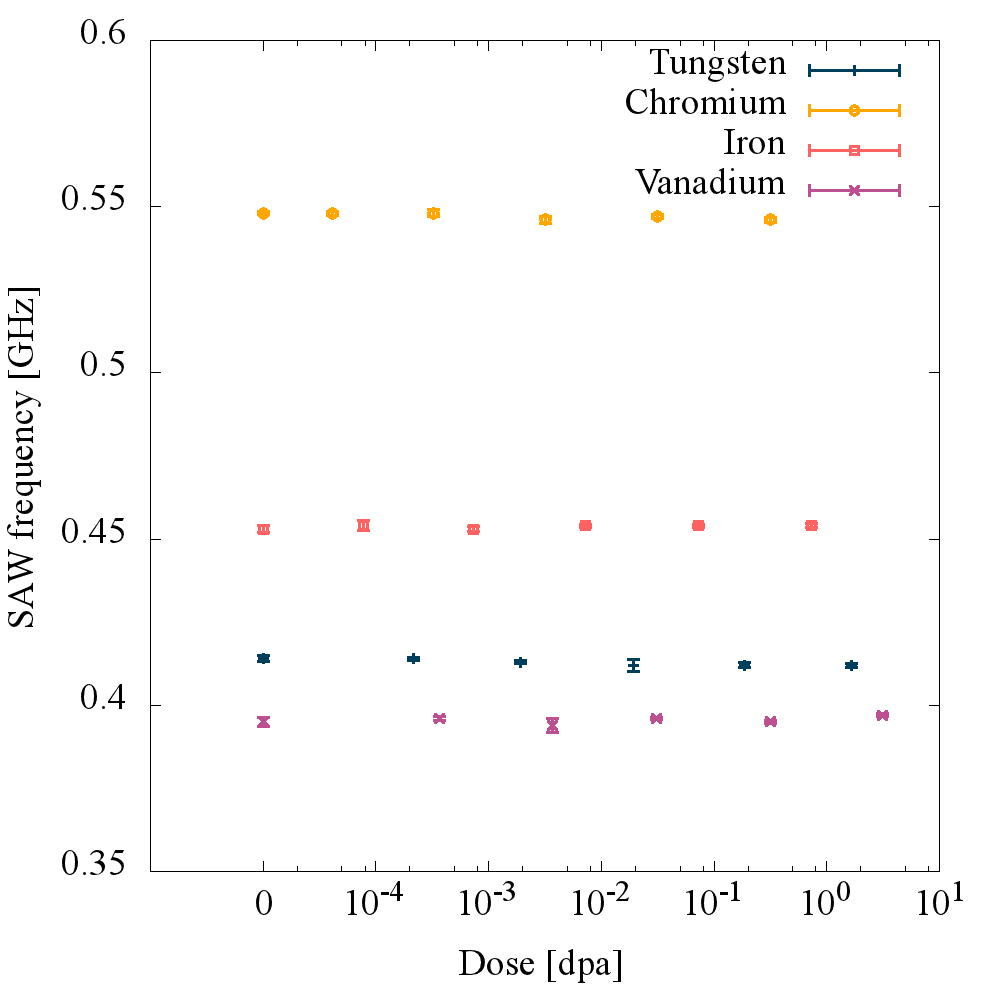 0.6
0.55
0.5
0.45
0.4
0.35
SAW frequency [GHz]
Tungsten
Chromium
Iron
Vanadium
0 10⁻⁴ 10⁻³ 10⁻² 10⁻¹ 10⁰ 10¹
Dose [dpa]